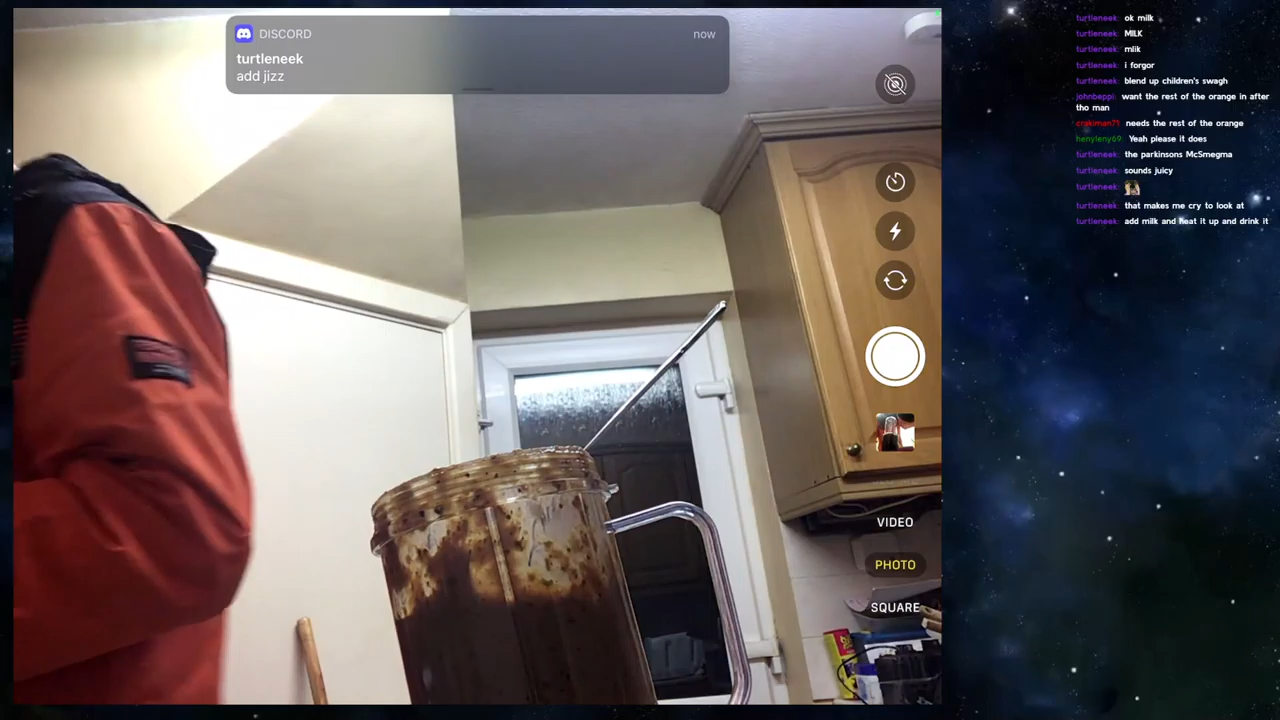 DISCORD
now
turtleneek
add jizz
VIDEO
PHOTO
SQUARE
turtleneek: ok milk
turtleneek: MILK
turtleneek: mlik
turtleneek: i forgor
turtleneek: blend up children's swagh
johnbeppi: want the rest of the orange in after
tho man
crakiman71: needs the rest of the orange
henyleny69: Yeah please it does
turtleneek: the parkinsons McSmegma
turtleneek: sounds juicy
turtleneek:
turtleneek: that makes me cry to look at
turtleneek: add milk and heat it up and drink it